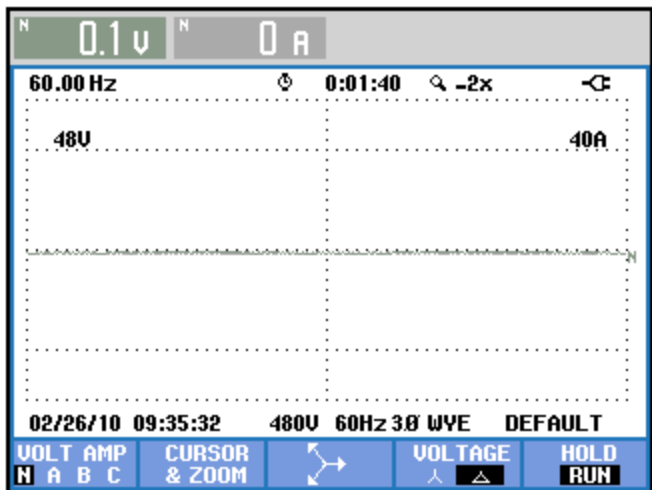 N 0.1 V N 0 A
60.00 Hz 0:01:40 -2x
48V 40A
N
02/26/10 09:35:32 480V 60Hz 3Ø WYE DEFAULT
VOLT AMP CURSOR VOLTAGE HOLD
N A B C & ZOOM RUN